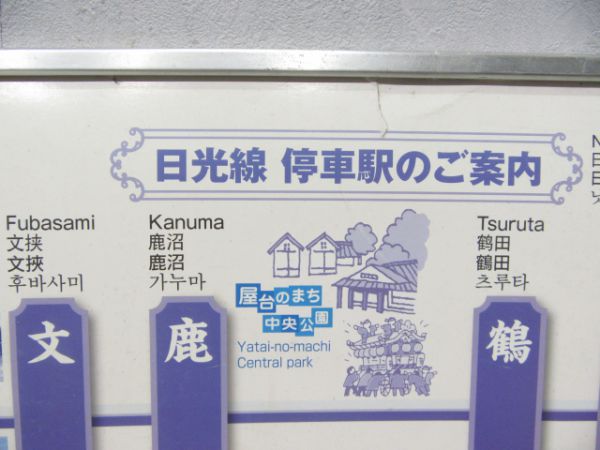 日光線 停車駅のご案内
Fubasami
文挟
文挾
후바사미
文
Kanuma
鹿沼
鹿沼
가누마
鹿
屋台のまち
中央公園
Yatai-no-machi
Central park
Tsuruta
鹤田
鶴田
츠루타
鶴